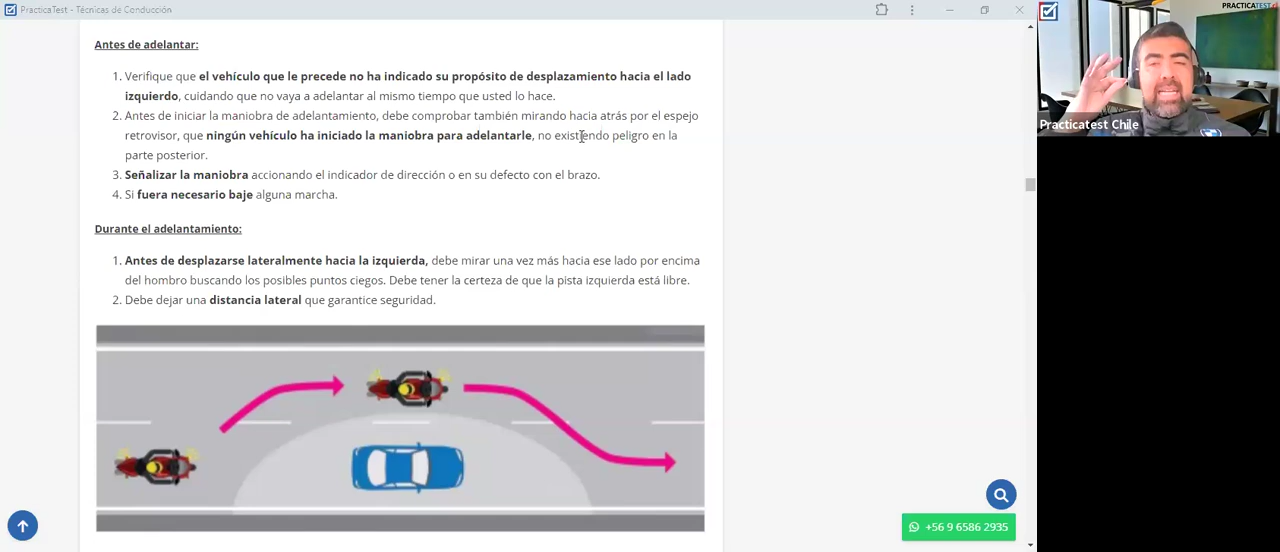 PracticaTest - Técnicas de Conducción
PRACTICATEST
Antes de adelantar:
1. Verifique que el vehículo que le precede no ha indicado su propósito de desplazamiento hacia el lado
izquierdo, cuidando que no vaya a adelantar al mismo tiempo que usted lo hace.
2. Antes de iniciar la maniobra de adelantamiento, debe comprobar también mirando hacia atrás por el espejo
retrovisor, que ningún vehículo ha iniciado la maniobra para adelantarle, no existiendo peligro en la
parte posterior.
3. Señalizar la maniobra accionando el indicador de dirección o en su defecto con el brazo.
4. Si fuera necesario baje alguna marcha.
Durante el adelantamiento:
1. Antes de desplazarse lateralmente hacia la izquierda, debe mirar una vez más hacia ese lado por encima
del hombro buscando los posibles puntos ciegos. Debe tener la certeza de que la pista izquierda está libre.
2. Debe dejar una distancia lateral que garantice seguridad.
Practicatest Chile
+56 9 6586 2935